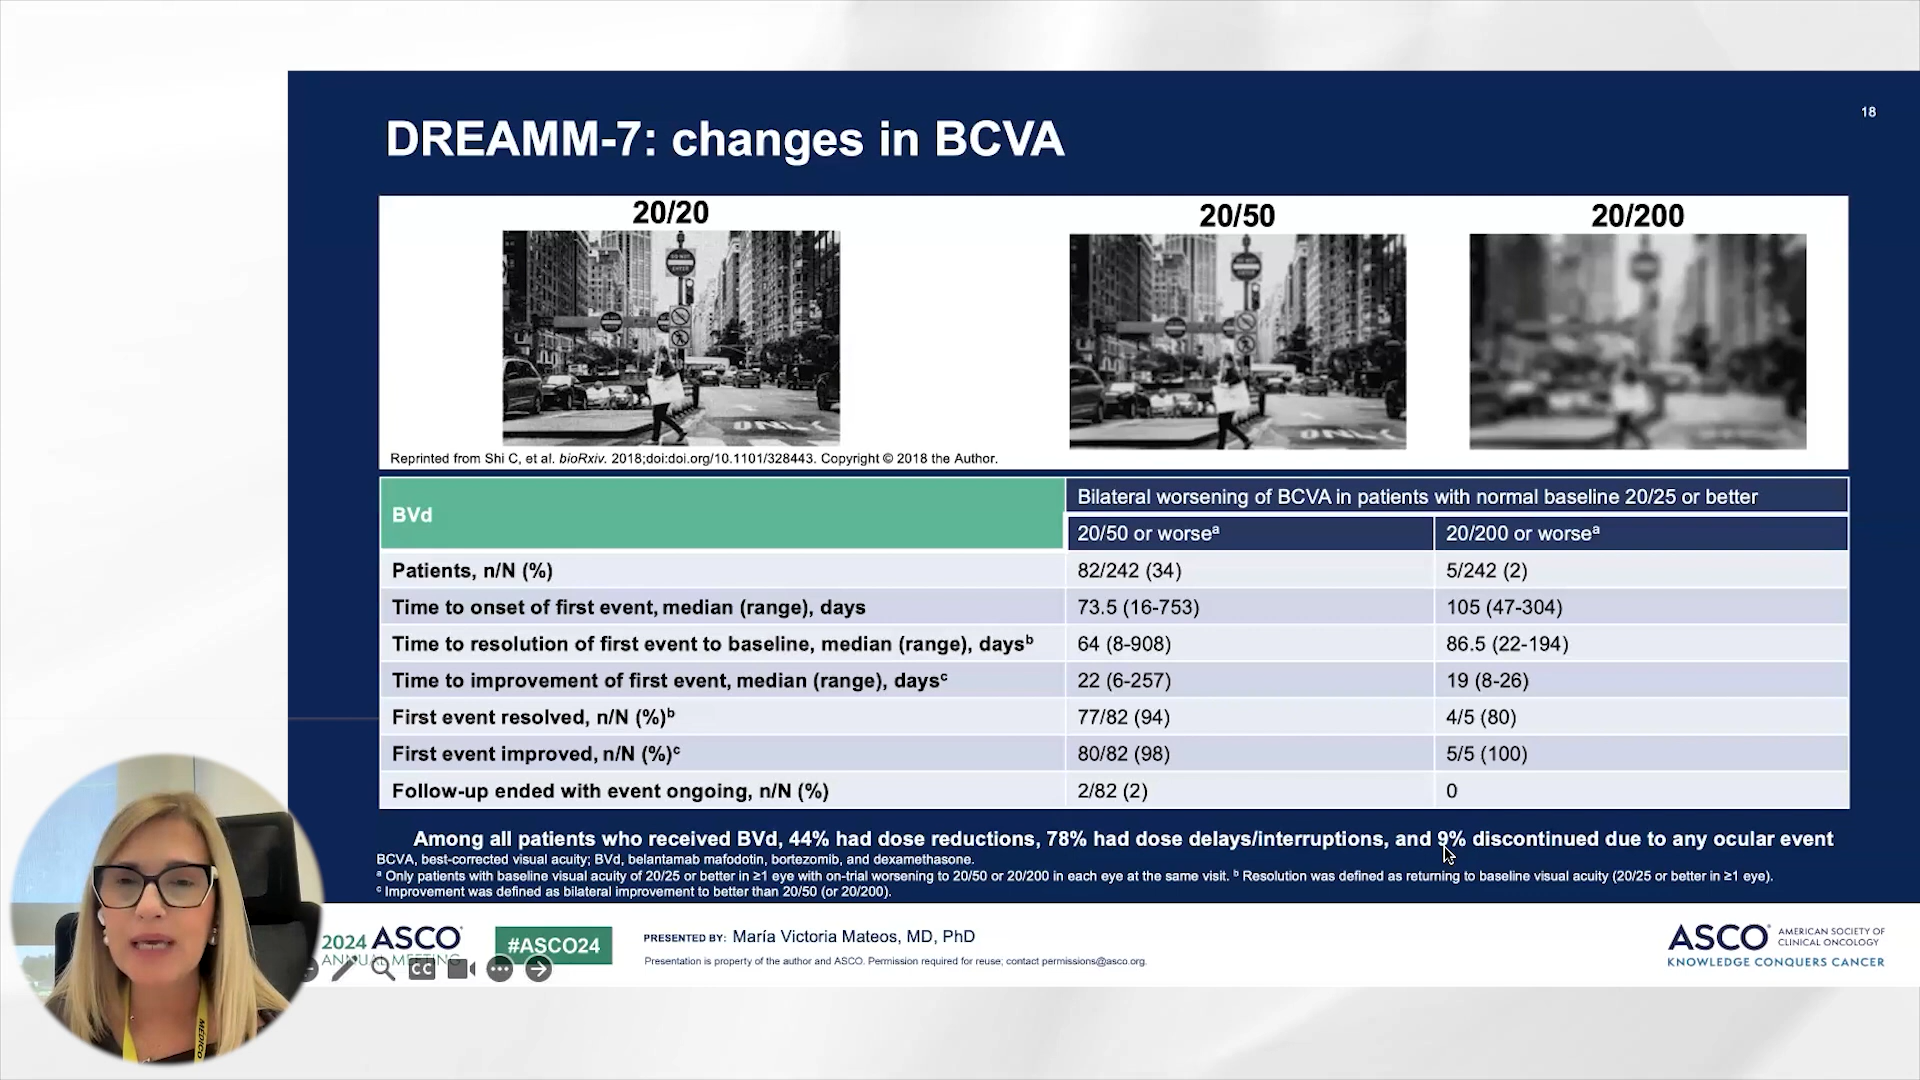 18
DREAMM-7: changes in BCVA
20/20
20/50
20/200
DO NOT
ENTER
ONLY
ONLY
Reprinted from Shi C, et al. bioRxiv. 2018;doi:doi.org/10.1101/328443. Copyright © 2018 the Author.
BVd
Bilateral worsening of BCVA in patients with normal baseline 20/25 or better
20/50 or worseᵃ
20/200 or worseᵃ
Patients, n/N (%) 82/242 (34) 5/242 (2)
Time to onset of first event, median (range), days 73.5 (16-753) 105 (47-304)
Time to resolution of first event to baseline, median (range), daysᵇ 64 (8-908) 86.5 (22-194)
Time to improvement of first event, median (range), daysᶜ 22 (6-257) 19 (8-26)
First event resolved, n/N (%)ᵇ 77/82 (94) 4/5 (80)
First event improved, n/N (%)ᶜ 80/82 (98) 5/5 (100)
Follow-up ended with event ongoing, n/N (%) 2/82 (2) 0
Among all patients who received BVd, 44% had dose reductions, 78% had dose delays/interruptions, and 9% discontinued due to any ocular event
BCVA, best-corrected visual acuity; BVd, belantamab mafodotin, bortezomib, and dexamethasone.
ᵃ Only patients with baseline visual acuity of 20/25 or better in ≥1 eye with on-trial worsening to 20/50 or 20/200 in each eye at the same visit. ᵇ Resolution was defined as returning to baseline visual acuity (20/25 or better in ≥1 eye).
ᶜ Improvement was defined as bilateral improvement to better than 20/50 (or 20/200).
2024 ASCO
ANNUAL MEETING
#ASCO24
PRESENTED BY: María Victoria Mateos, MD, PhD
Presentation is property of the author and ASCO. Permission required for reuse; contact permissions@asco.org.
ASCO AMERICAN SOCIETY OF
CLINICAL ONCOLOGY
KNOWLEDGE CONQUERS CANCER
CC
MEDICO